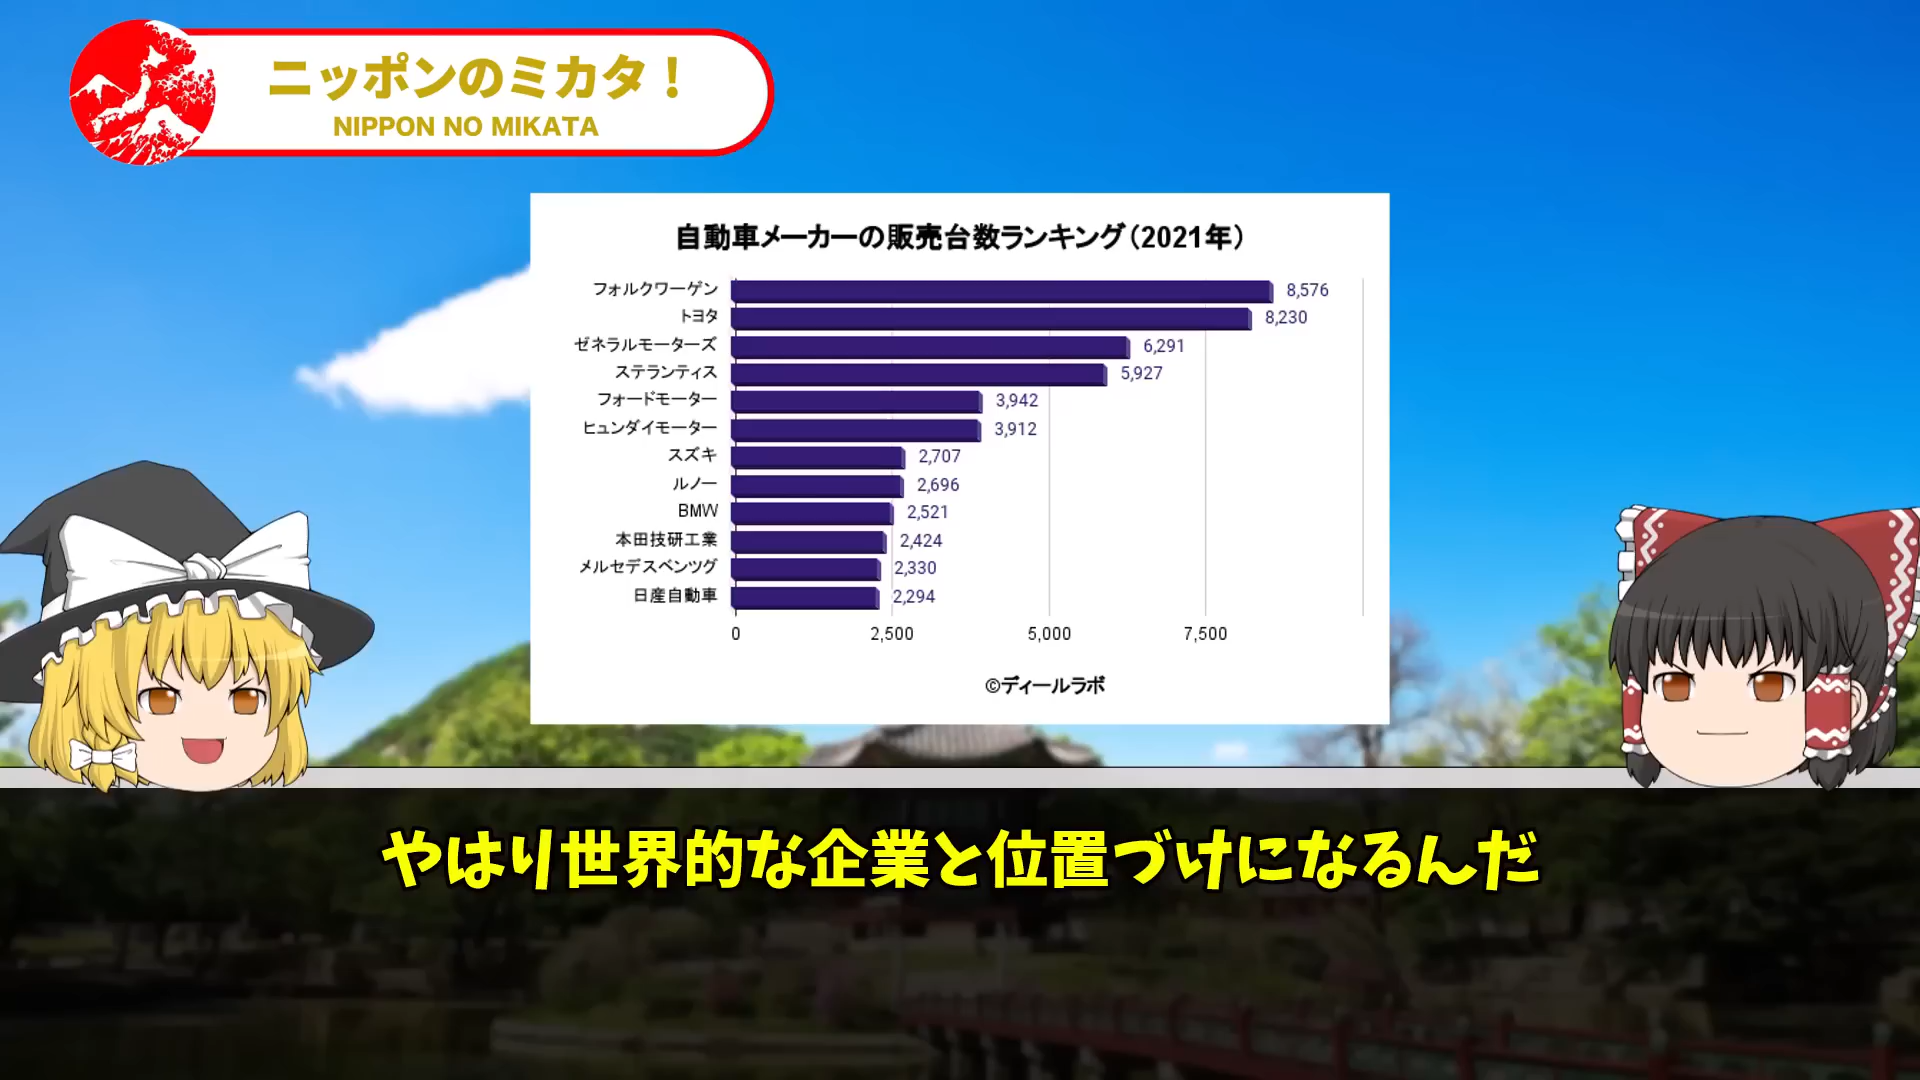 ニッポンのミカタ！
NIPPON NO MIKATA
自動車メーカーの販売台数ランキング（2021年）
フォルクワーゲン 8,576
トヨタ 8,230
ゼネラルモーターズ 6,291
ステランティス 5,927
フォードモーター 3,942
ヒュンダイモーター 3,912
スズキ 2,707
ルノー 2,696
BMW 2,521
本田技研工業 2,424
メルセデスベンツグ 2,330
日産自動車 2,294
0 2,500 5,000 7,500
©ディールラボ
やはり世界的な企業と位置づけになるんだ